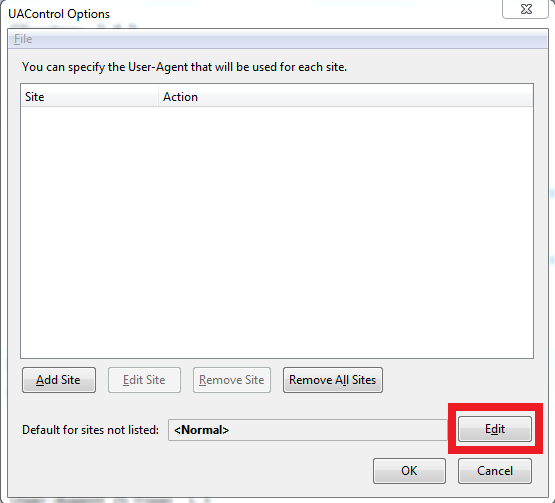 UAControl Options
File
You can specify the User-Agent that will be used for each site.
Site Action
Add Site Edit Site Remove Site Remove All Sites
Default for sites not listed: <Normal> Edit
OK Cancel